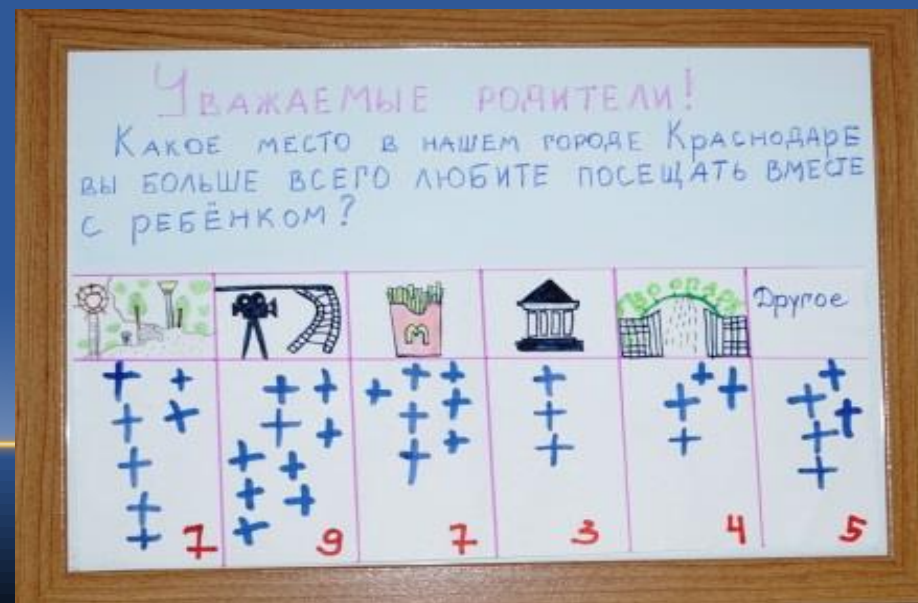 Уважаемые родители!
Какое место в нашем городе Краснодаре
вы больше всего любите посещать вместе
с ребёнком?
М
ЗООПАРК
Другое
7 9 7 3 4 5